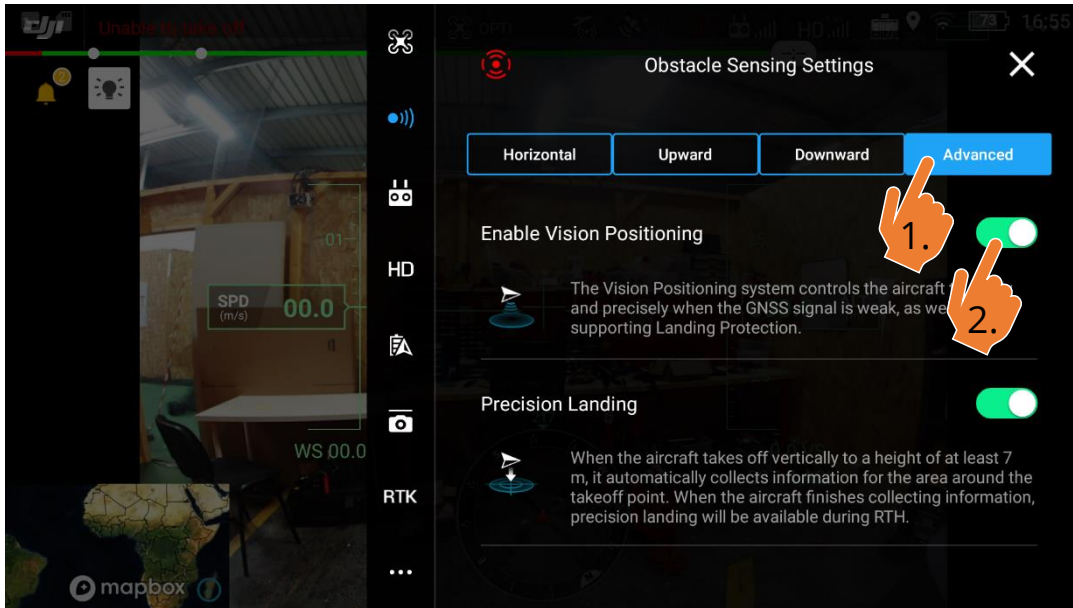 dji
Unable to take off
OPTI
HD
73
16:55
2
Obstacle Sensing Settings
Horizontal
Upward
Downward
Advanced
1.
Enable Vision Positioning
2.
The Vision Positioning system controls the aircraft
and precisely when the GNSS signal is weak, as we
supporting Landing Protection.
Precision Landing
When the aircraft takes off vertically to a height of at least 7
m, it automatically collects information for the area around the
takeoff point. When the aircraft finishes collecting information,
precision landing will be available during RTH.
HD
RTK
01
SPD
(m/s)
00.0
WS 00.0
mapbox